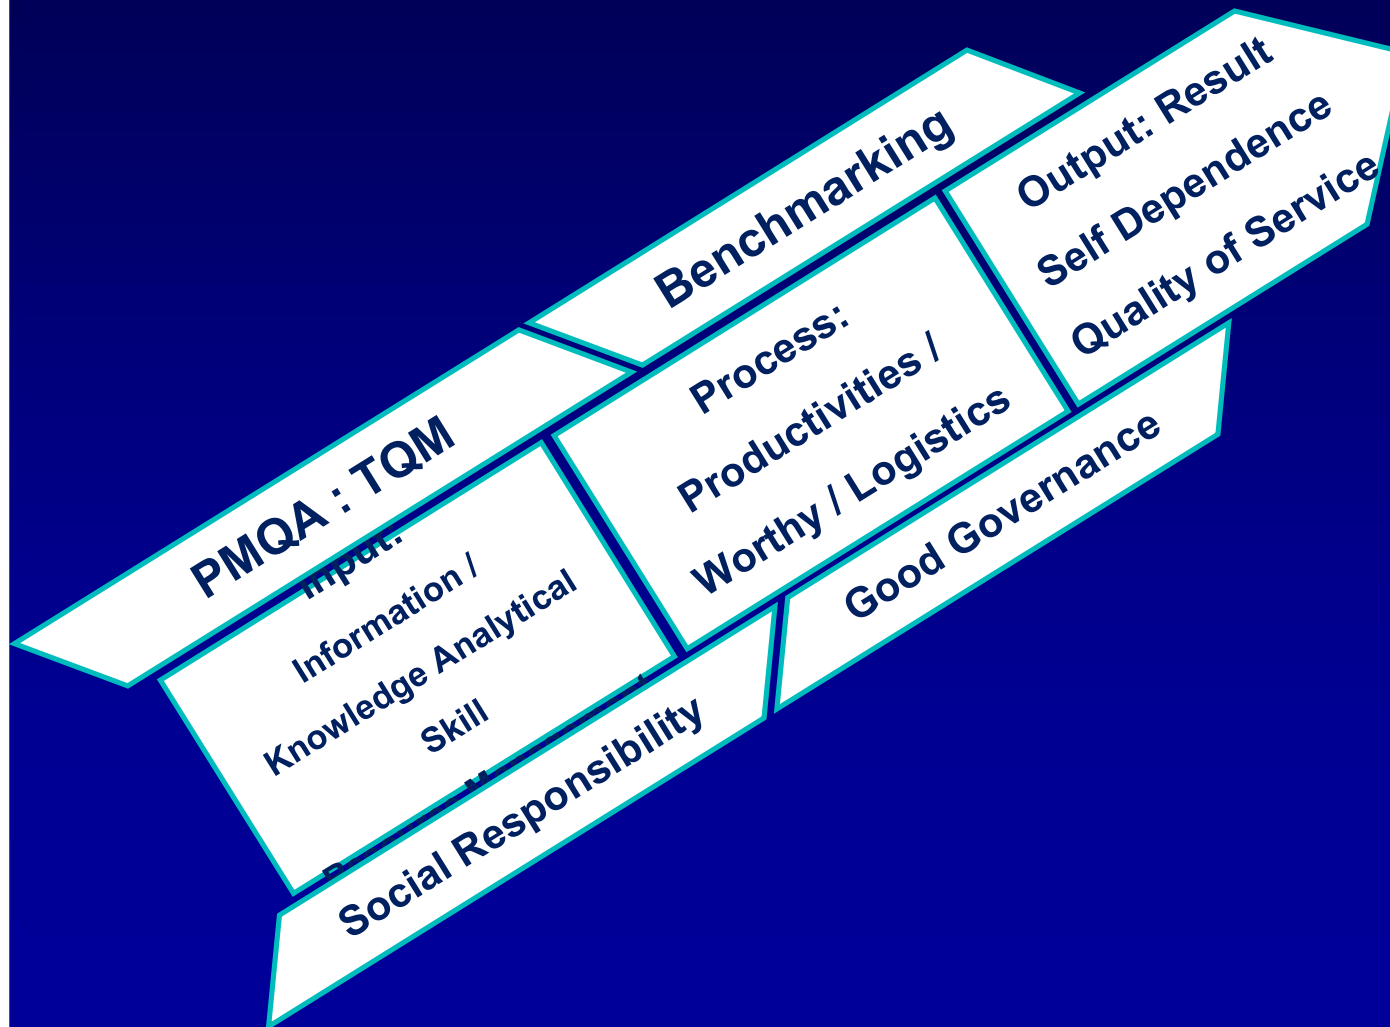 PMQA : TQM
Benchmarking
Input:
Information /
Knowledge Analytical
Skill
Process:
Productivities /
Worthy / Logistics
Output: Result
Self Dependence
Quality of Service
Social Responsibility
Good Governance